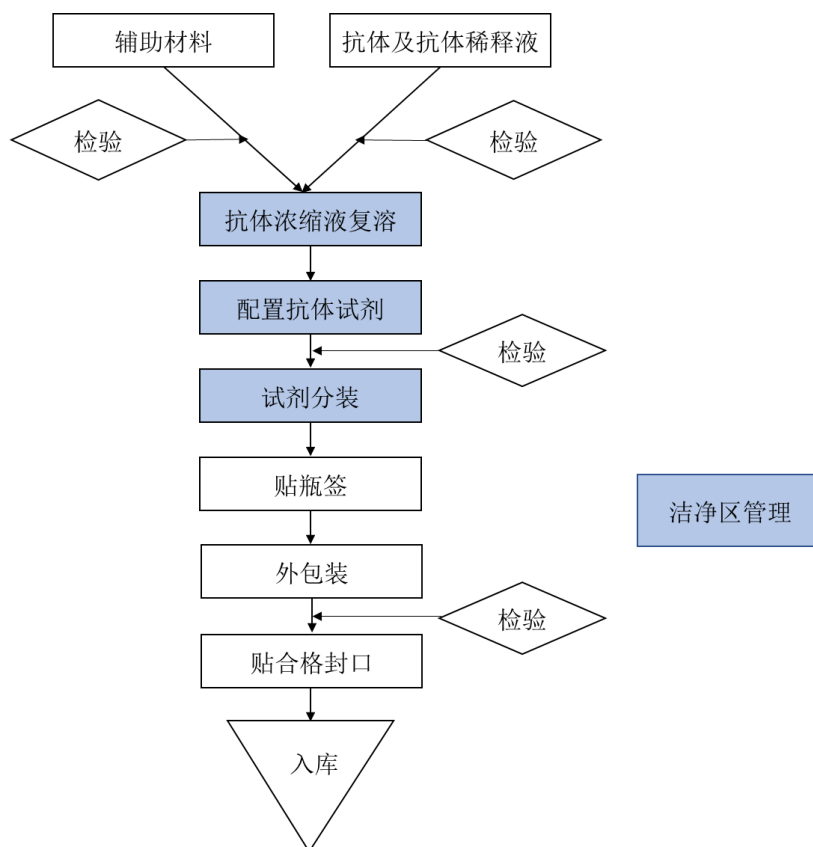 辅助材料
抗体及抗体稀释液
检验
检验
抗体浓缩液复溶
配置抗体试剂
检验
试剂分装
贴瓶签
洁净区管理
外包装
检验
贴合格封口
入库